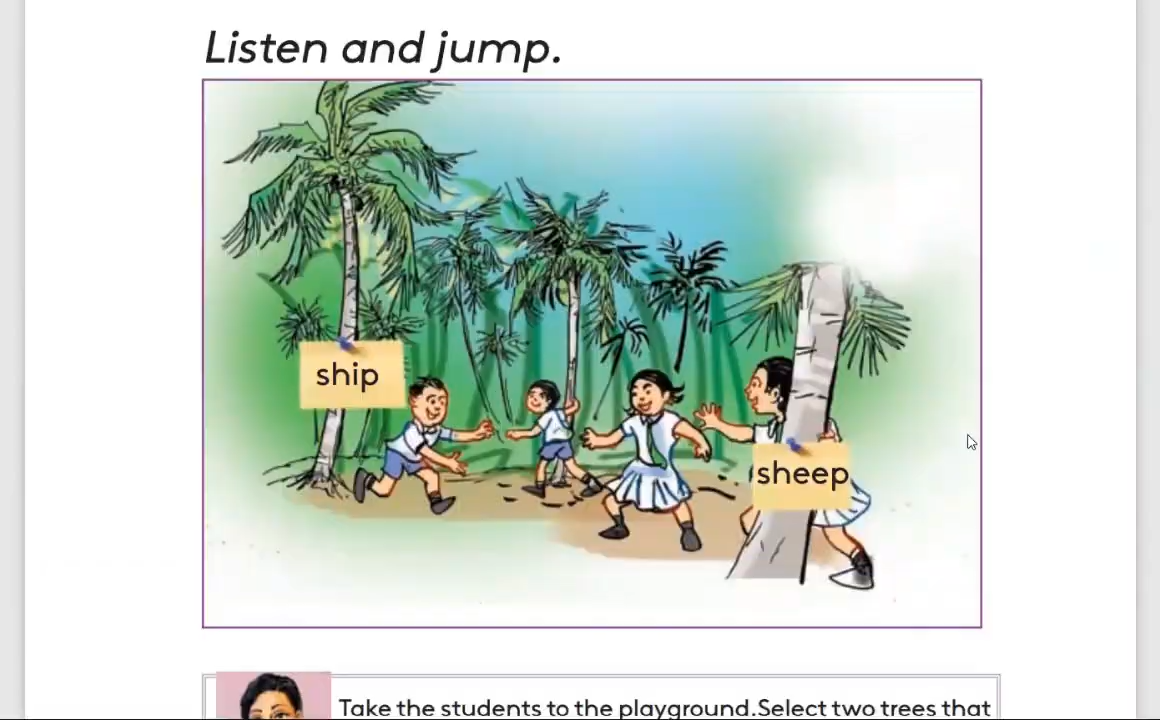 Listen and jump.
ship
sheep
Take the students to the playground.Select two trees that